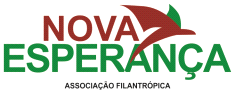 NOVA
ESPERANÇA
ASSOCIAÇÃO FILANTRÓPICA